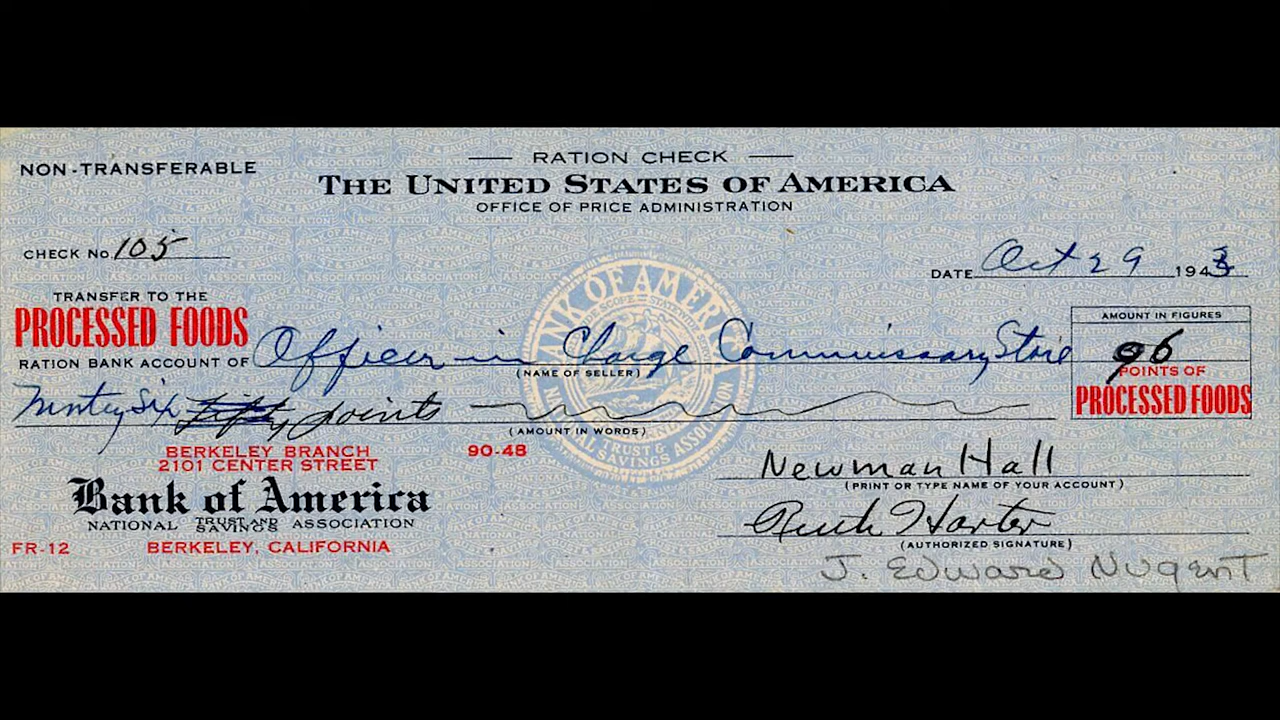 RATION CHECK
NON-TRANSFERABLE
THE UNITED STATES OF AMERICA
OFFICE OF PRICE ADMINISTRATION
CHECK No. 105
DATE Oct 29 1943
TRANSFER TO THE
PROCESSED FOODS
RATION BANK ACCOUNT OF Officer in Charge Commissary Store
(NAME OF SELLER)
AMOUNT IN FIGURES
96
POINTS OF
PROCESSED FOODS
Nintey Six Fifty points
(AMOUNT IN WORDS)
BERKELEY BRANCH
2101 CENTER STREET
90-48
Bank of America
NATIONAL TRUST AND SAVINGS ASSOCIATION
FR-12 BERKELEY, CALIFORNIA
Newman Hall
(PRINT OR TYPE NAME OF YOUR ACCOUNT)
Ruth Harter
(AUTHORIZED SIGNATURE)
J. Edward Nugent